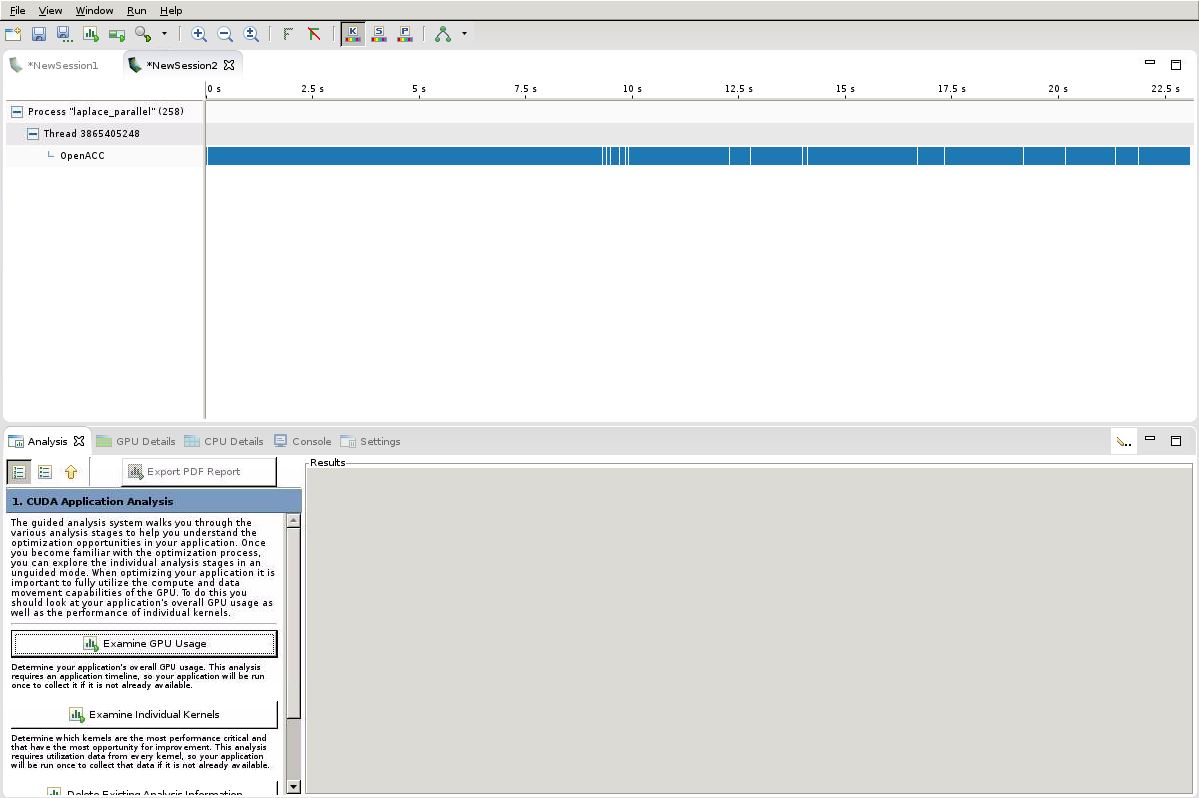 File View Window Run Help
*NewSession1 *NewSession2
0 s 2.5 s 5 s 7.5 s 10 s 12.5 s 15 s 17.5 s 20 s 22.5 s
Process "laplace_parallel" (258)
Thread 3865405248
OpenACC
Analysis GPU Details CPU Details Console Settings
Export PDF Report
Results
1. CUDA Application Analysis
The guided analysis system walks you through the
various analysis stages to help you understand the
optimization opportunities in your application. Once
you become familiar with the optimization process,
you can explore the individual analysis stages in an
unguided mode. When optimizing your application it is
important to fully utilize the compute and data
movement capabilities of the GPU. To do this you
should look at your application's overall GPU usage as
well as the performance of individual kernels.
Examine GPU Usage
Determine your application's overall GPU usage. This analysis
requires an application timeline, so your application will be run
once to collect it if it is not already available.
Examine Individual Kernels
Determine which kernels are the most performance critical and
that have the most opportunity for improvement. This analysis
requires utilization data from every kernel, so your application
will be run once to collect that data if it is not already available.
Delete Existing Analysis Information